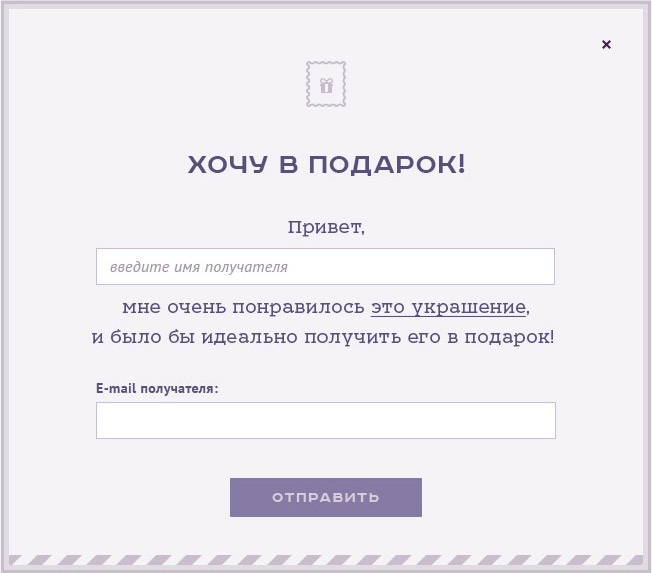 ×
ХОЧУ В ПОДАРОК!
Привет,
введите имя получателя
мне очень понравилось это украшение,
и было бы идеально получить его в подарок!
E-mail получателя:
ОТПРАВИТЬ